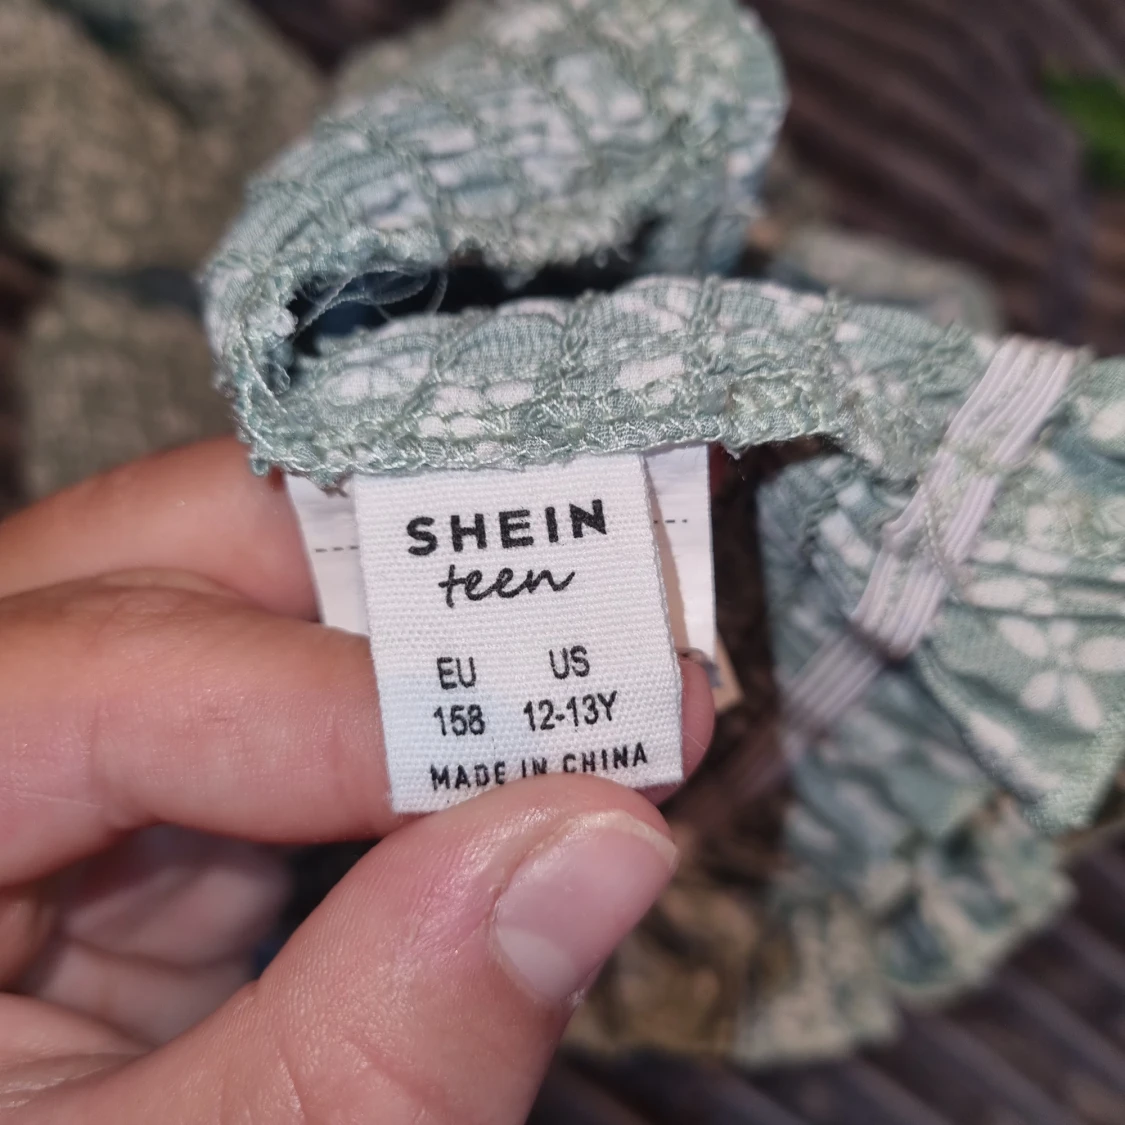 SHEIN
teen
EU US
158 12-13Y
MADE IN CHINA